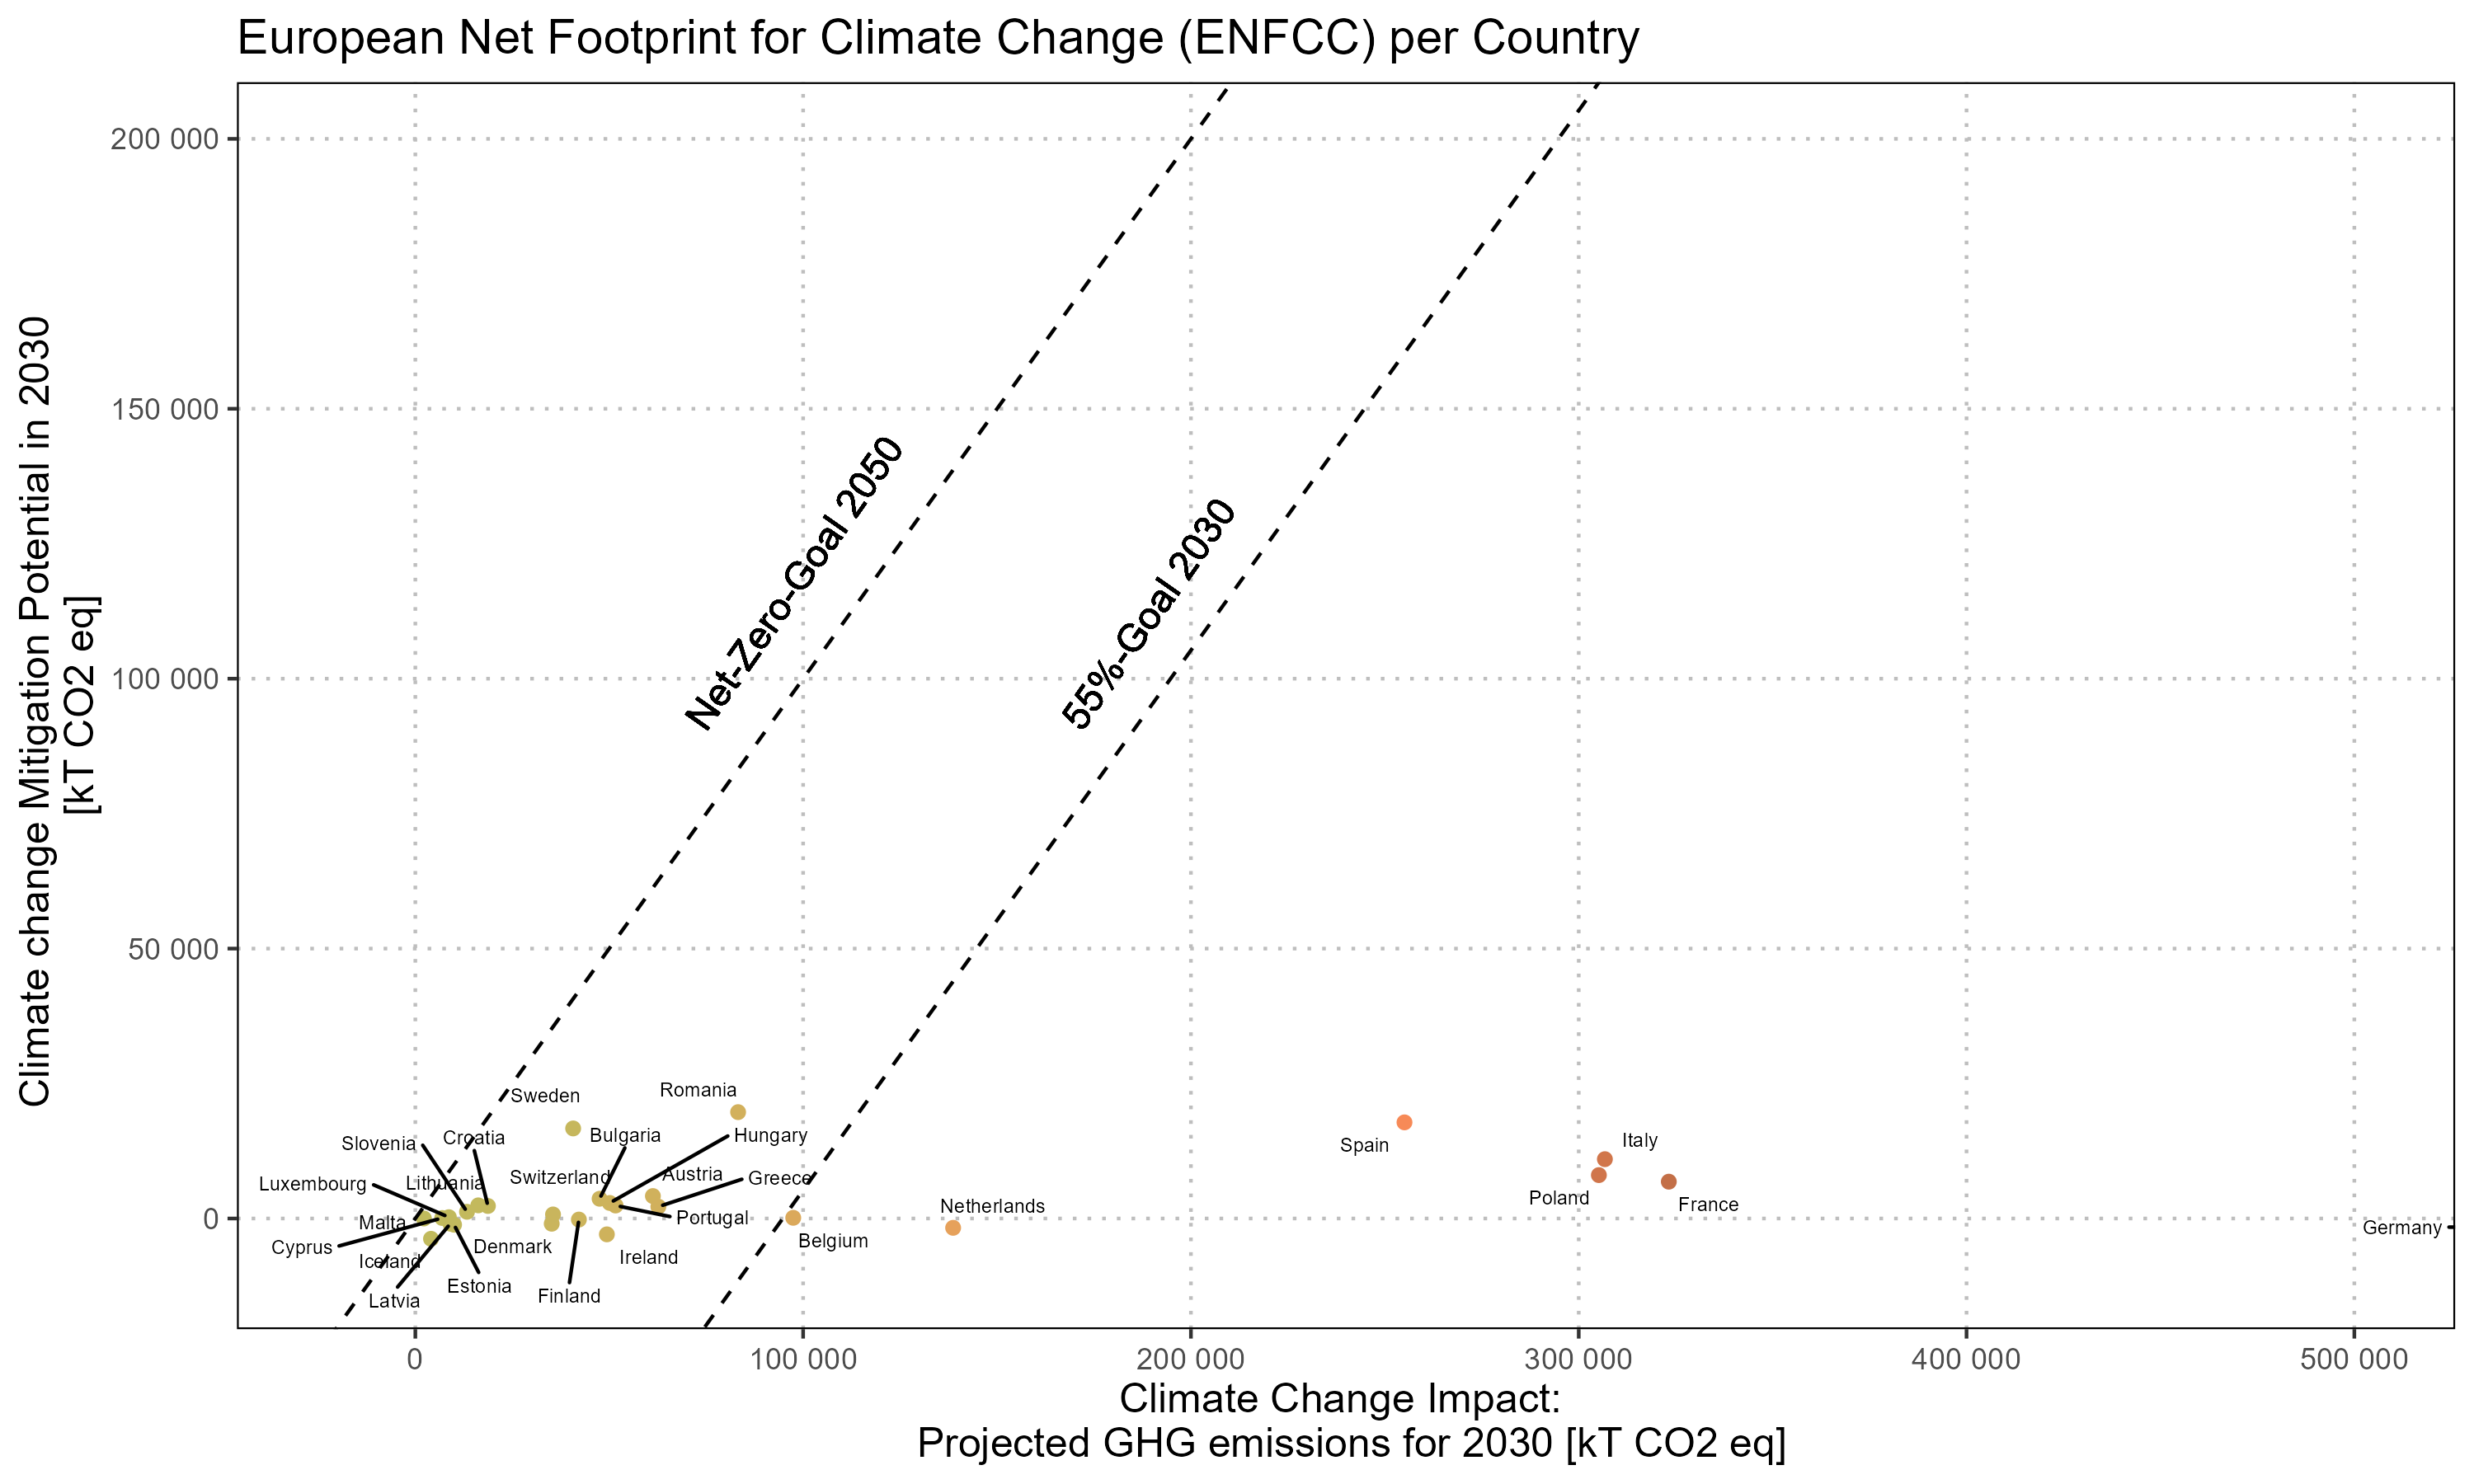 European Net Footprint for Climate Change (ENFCC) per Country
Climate change Mitigation Potential in 2030
[kT CO2 eq]
200 000
150 000
100 000
50 000
0
Net-Zero-Goal 2050
55%-Goal 2030
Sweden
Romania
Slovenia
Croatia
Bulgaria
Hungary
Luxembourg
Lithuania
Switzerland
Austria
Greece
Malta
Portugal
Cyprus
Iceland
Denmark
Ireland
Latvia
Estonia
Finland
Belgium
Netherlands
Spain
Italy
Poland
France
Germany
0
100 000
200 000
300 000
400 000
500 000
Climate Change Impact:
Projected GHG emissions for 2030 [kT CO2 eq]